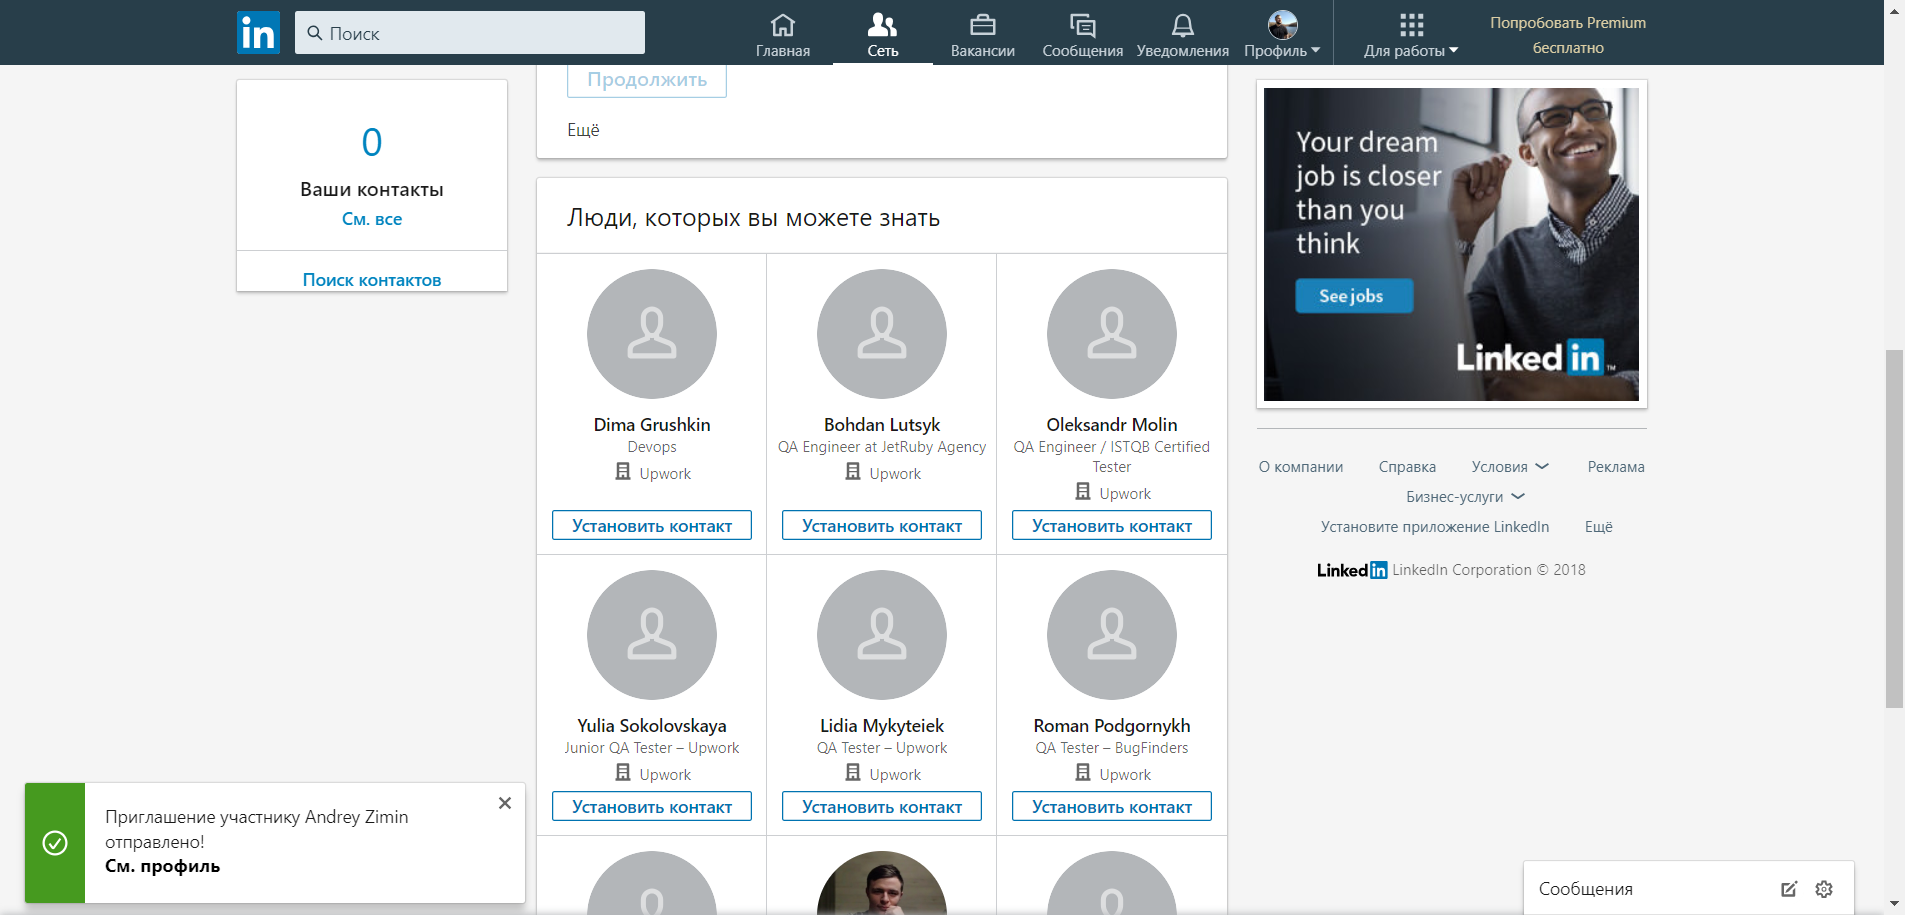 in
Поиск
Главная
Сеть
Вакансии
Сообщения
Уведомления
Профиль
Для работы
Попробовать Premium
бесплатно
0
Ваши контакты
См. все
Поиск контактов
Продолжить
Ещё
Люди, которых вы можете знать
Dima Grushkin
Devops
Upwork
Установить контакт
Bohdan Lutsyk
QA Engineer at JetRuby Agency
Upwork
Установить контакт
Oleksandr Molin
QA Engineer / ISTQB Certified
Tester
Upwork
Установить контакт
Yulia Sokolovskaya
Junior QA Tester – Upwork
Upwork
Установить контакт
Lidia Mykyteiek
QA Tester – Upwork
Upwork
Установить контакт
Roman Podgornykh
QA Tester – BugFinders
Upwork
Установить контакт
Your dream
job is closer
than you
think
See jobs
Linked in ™
О компании Справка Условия Реклама
Бизнес-услуги
Установите приложение LinkedIn Ещё
Linked in LinkedIn Corporation © 2018
Приглашение участнику Andrey Zimin
отправлено!
См. профиль
Сообщения